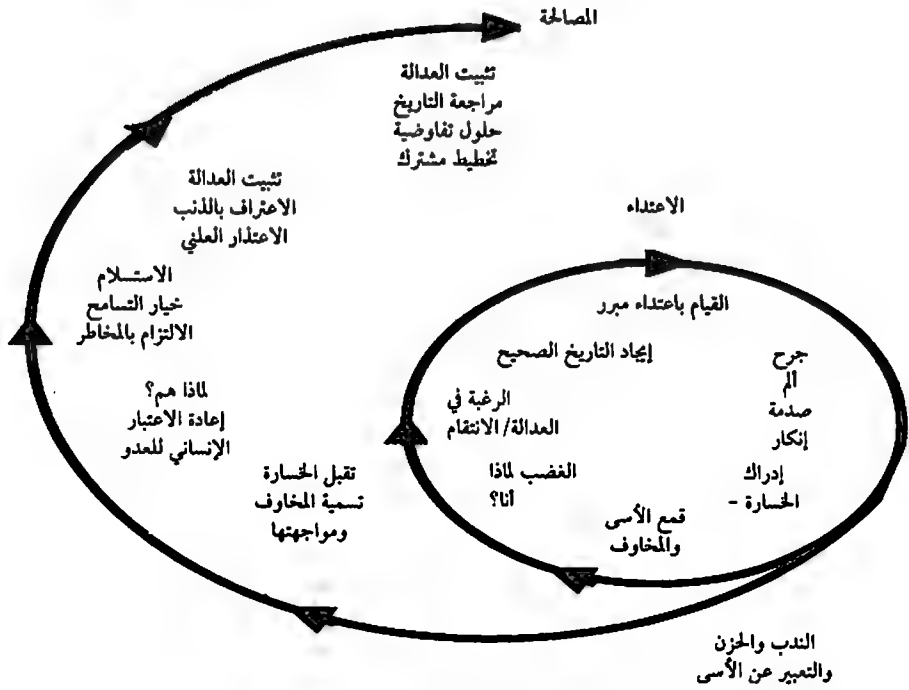 المصالحة
تثبيت العدالة
مراجعة التاريخ
حلول تفاوضية
تخطيط مشترك
تثبيت العدالة
الاعتراف بالذنب
الاعتذار العلني
الاستسلام
خيار التسامح
الالتزام بالمخاطر
لماذا هم؟
إعادة الاعتبار
الإنساني للعدو
تقبل الخسارة
تسمية المخاوف
ومواجهتها
الاعتداء
القيام باعتداء مبرر
إيجاد التاريخ الصحيح
الرغبة في
العدالة/ الانتقام
الغضب لماذا
أنا؟
قمع الأسى
والمخاوف
جرح
ألم
صدمة
إنكار
إدراك
الخسارة –
الندب والحزن
والتعبير عن الأسى